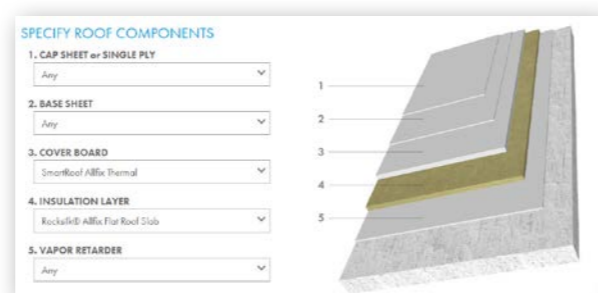 SPECIFY ROOF COMPONENTS
1. CAP SHEET or SINGLE PLY
Any
2. BASE SHEET
Any
3. COVER BOARD
SmartRoof Allfix Thermal
4. INSULATION LAYER
Rockfit® Allfix Flat Roof Slab
5. VAPOR RETARDER
Any
1
2
3
4
5